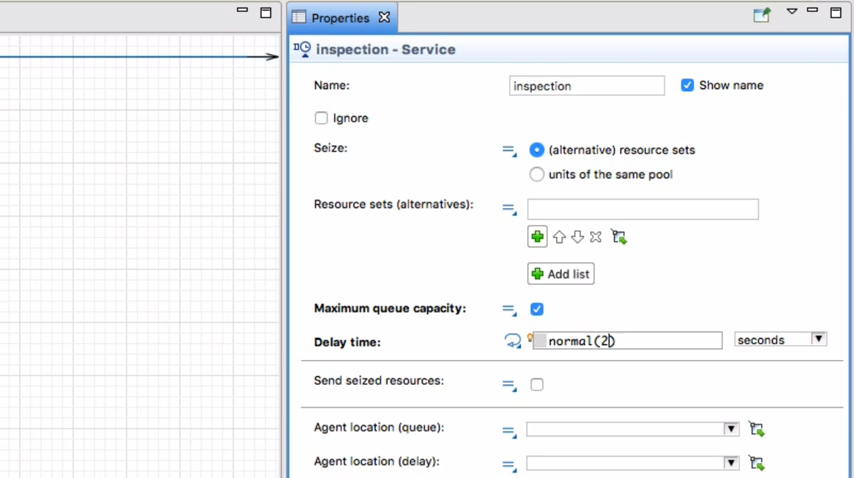 Properties
inspection - Service
Name: inspection Show name
Ignore
Seize: (alternative) resource sets
units of the same pool
Resource sets (alternatives):
Add list
Maximum queue capacity:
Delay time: normal(2) seconds
Send seized resources:
Agent location (queue):
Agent location (delay):